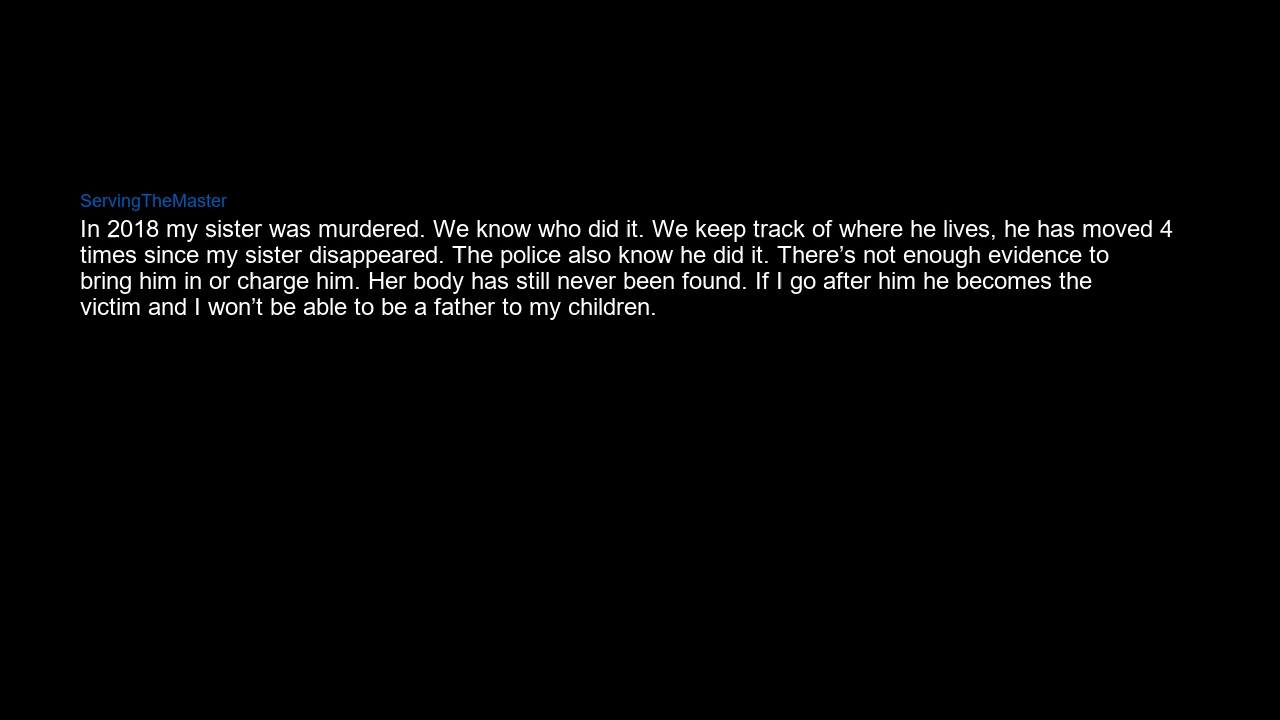 ServingTheMaster
In 2018 my sister was murdered. We know who did it. We keep track of where he lives, he has moved 4
times since my sister disappeared. The police also know he did it. There’s not enough evidence to
bring him in or charge him. Her body has still never been found. If I go after him he becomes the
victim and I won’t be able to be a father to my children.